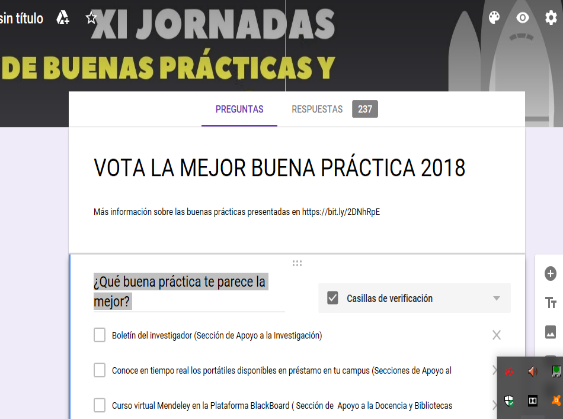 sin título
XI JORNADAS
DE BUENAS PRÁCTICAS Y
PREGUNTAS RESPUESTAS 237
VOTA LA MEJOR BUENA PRÁCTICA 2018
Más información sobre las buenas prácticas presentadas en https://bit.ly/2DNhRpE
¿Qué buena práctica te parece la
mejor?
Casillas de verificación
Boletín del investigador (Sección de Apoyo a la Investigación)
Conoce en tiempo real los portátiles disponibles en préstamo en tu campus (Secciones de Apoyo al
Curso virtual Mendeley en la Plataforma BlackBoard ( Sección de Apoyo a la Docencia y Bibliotecas
Tт